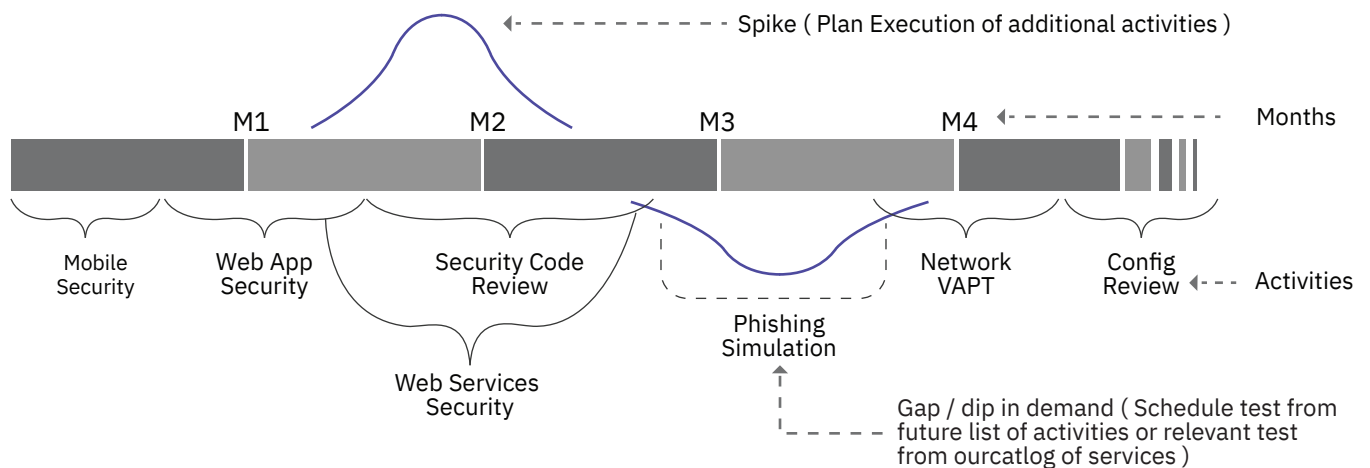 Spike ( Plan Execution of additional activities )
M1
M2
M3
M4
Months
Mobile
Security
Web App
Security
Security Code
Review
Network
VAPT
Config
Review
Activities
Phishing
Simulation
Web Services
Security
Gap / dip in demand ( Schedule test from
future list of activities or relevant test
from ourcatlog of services )